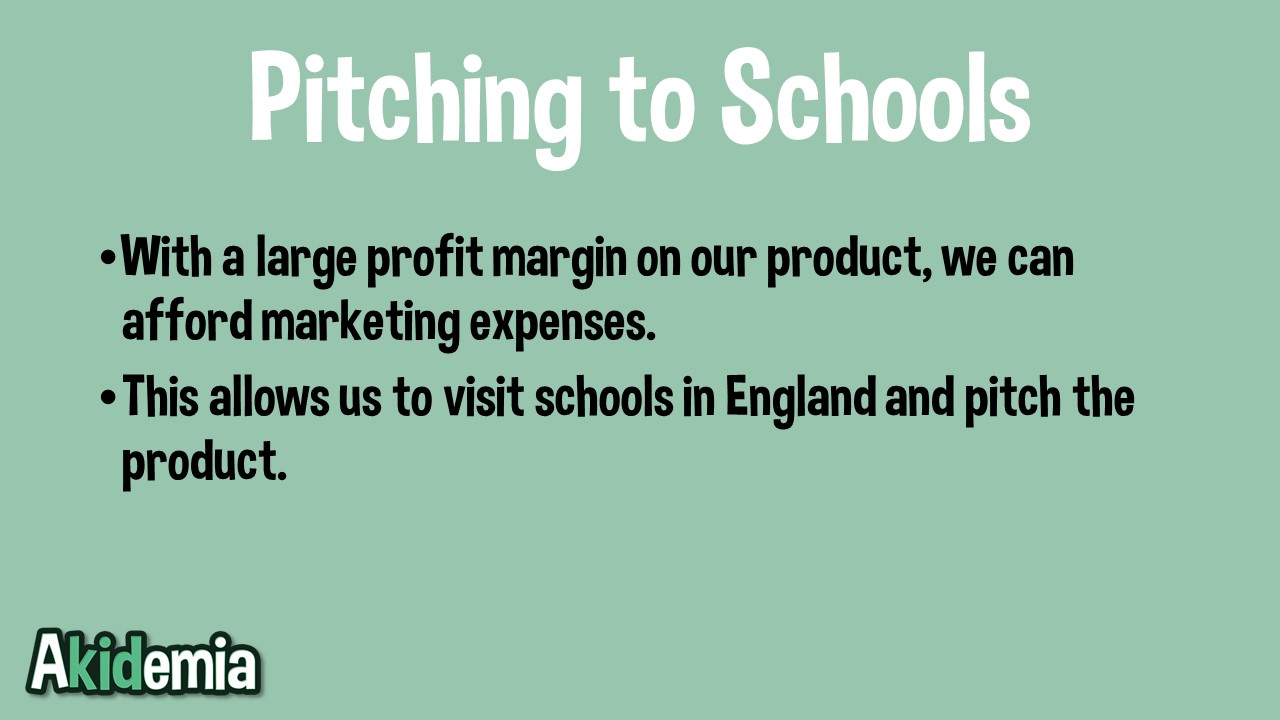 Pitching to Schools
•With a large profit margin on our product, we can
afford marketing expenses.
•This allows us to visit schools in England and pitch the
product.
Akidemia